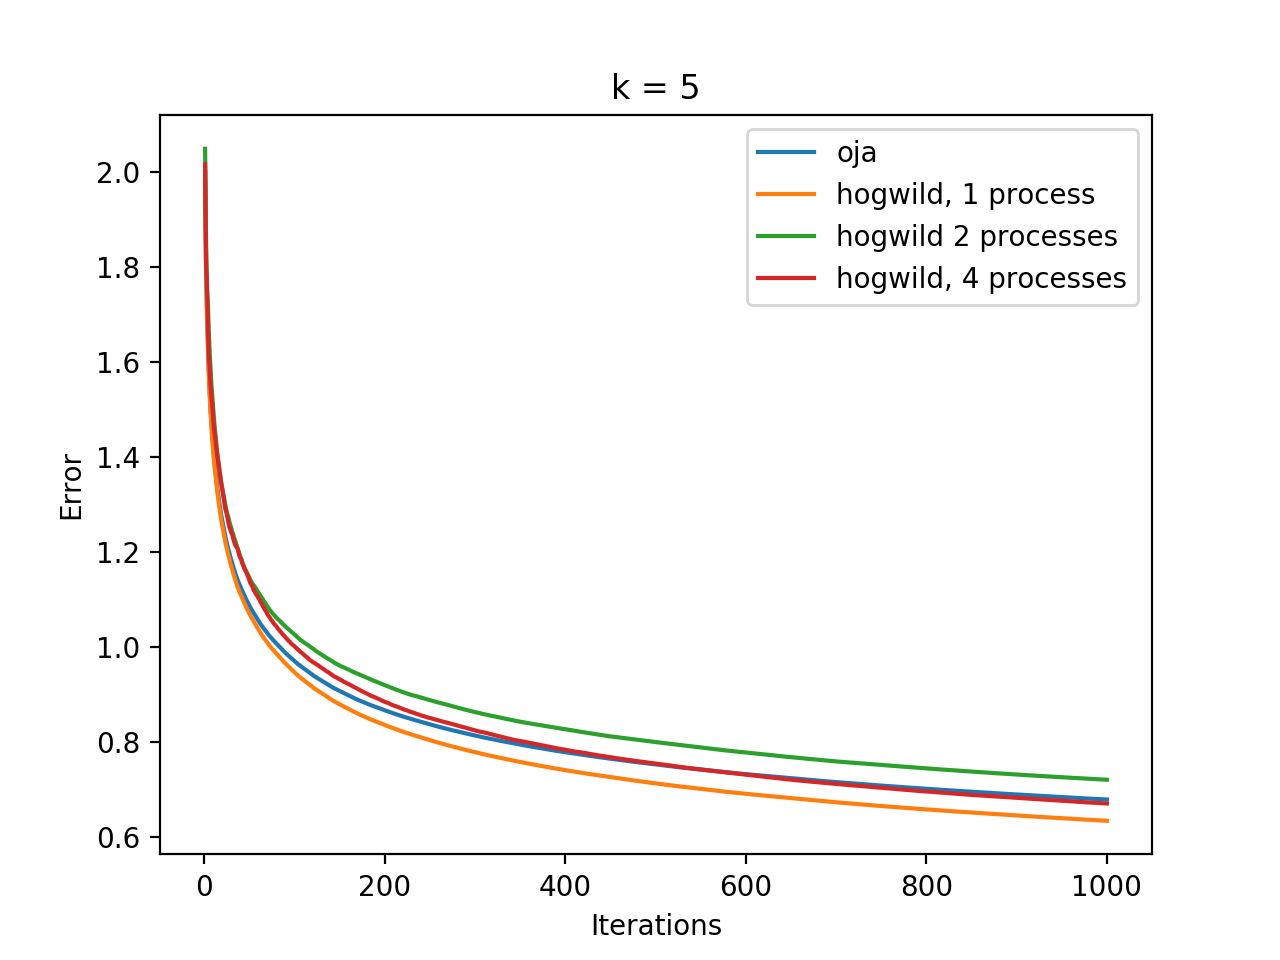 k = 5
oja
hogwild, 1 process
hogwild 2 processes
hogwild, 4 processes
Error
2.0
1.8
1.6
1.4
1.2
1.0
0.8
0.6
0 200 400 600 800 1000
Iterations